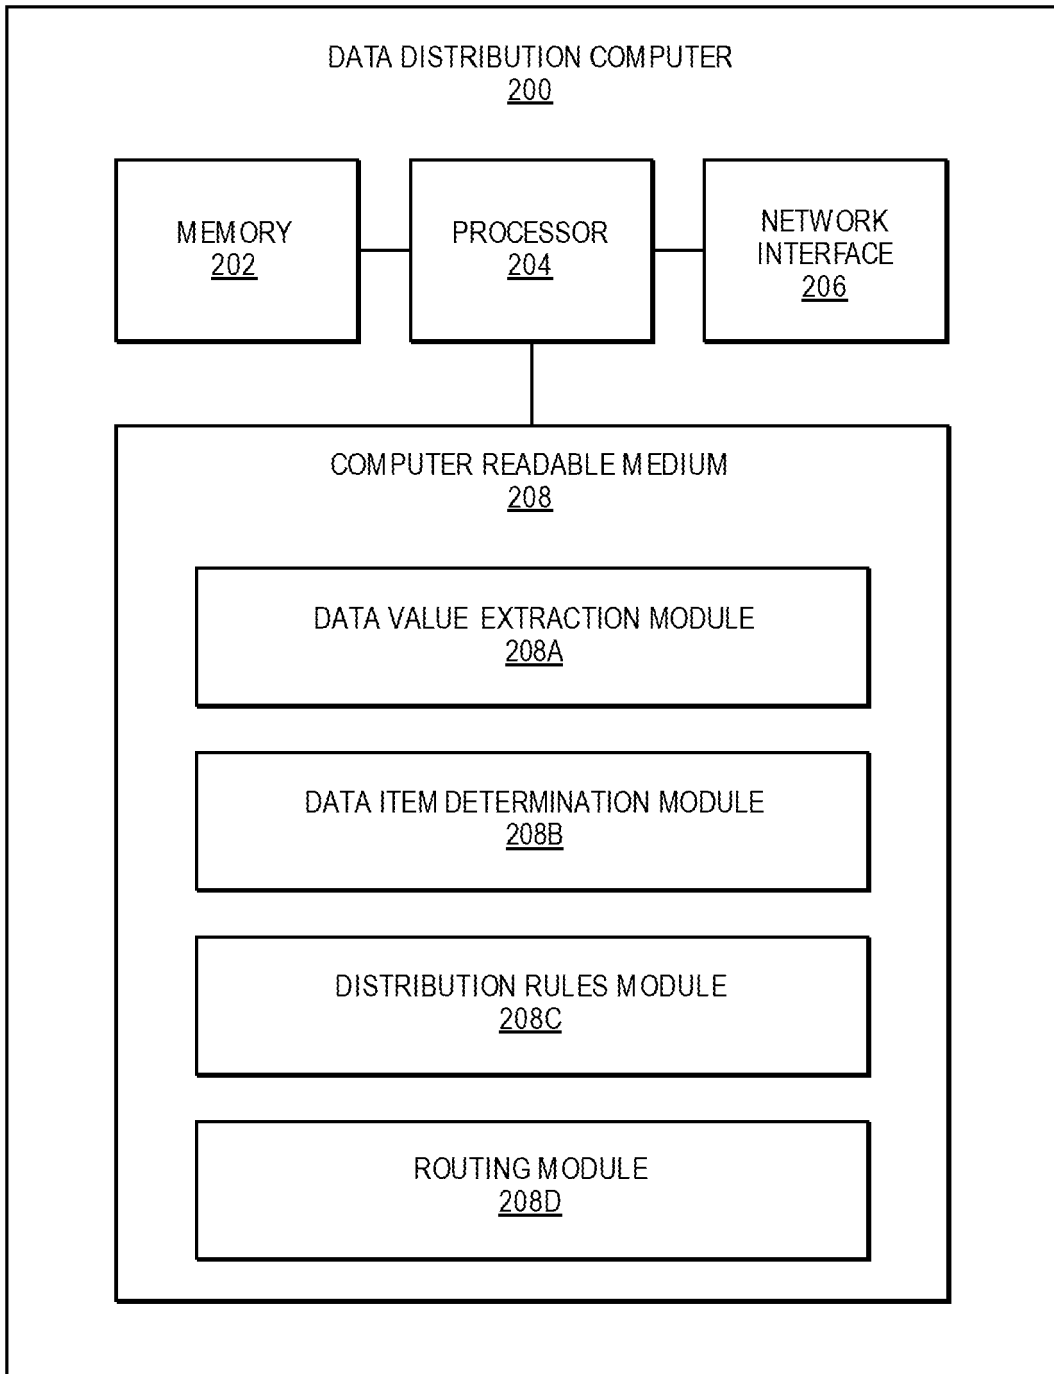 DATA DISTRIBUTION COMPUTER
200
MEMORY
202
PROCESSOR
204
NETWORK
INTERFACE
206
COMPUTER READABLE MEDIUM
208
DATA VALUE EXTRACTION MODULE
208A
DATA ITEM DETERMINATION MODULE
208B
DISTRIBUTION RULES MODULE
208C
ROUTING MODULE
208D